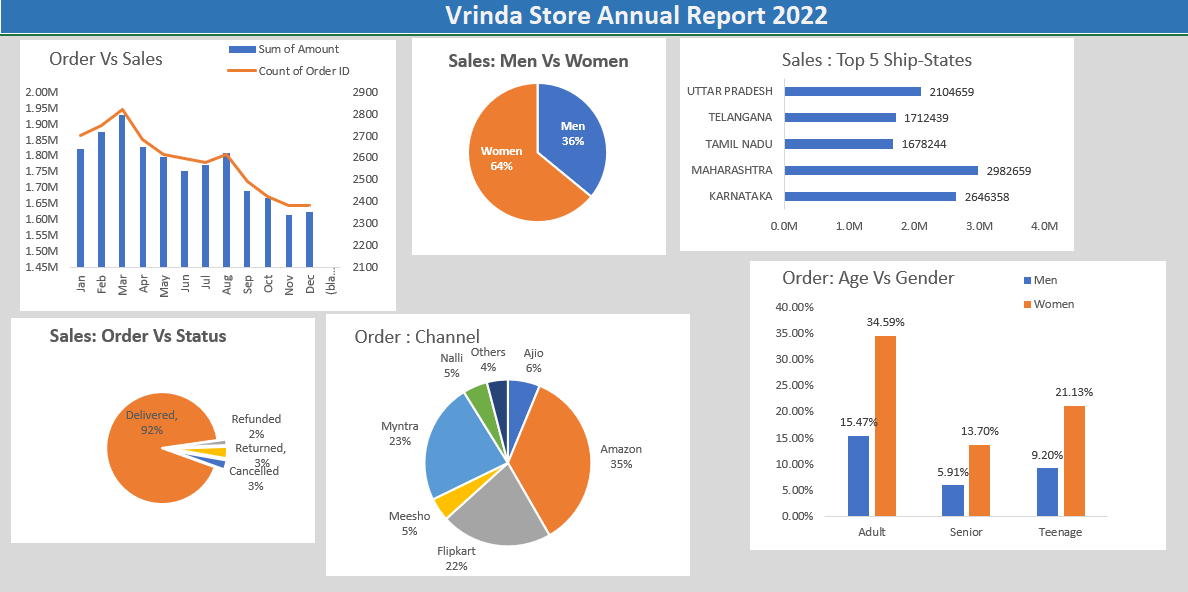 Vrinda Store Annual Report 2022
Order Vs Sales
Sum of Amount
Count of Order ID
2.00M
1.95M
1.90M
1.85M
1.80M
1.75M
1.70M
1.65M
1.60M
1.55M
1.50M
1.45M
2900
2800
2700
2600
2500
2400
2300
2200
2100
Jan
Feb
Mar
Apr
May
Jun
Jul
Aug
Sep
Oct
Nov
Dec
(bla...
Sales: Men Vs Women
Men
36%
Women
64%
Sales : Top 5 Ship-States
UTTAR PRADESH 2104659
TELANGANA 1712439
TAMIL NADU 1678244
MAHARASHTRA 2982659
KARNATAKA 2646358
0.0M 1.0M 2.0M 3.0M 4.0M
Sales: Order Vs Status
Delivered,
92%
Refunded
2%
Returned,
3%
Cancelled
3%
Order : Channel
Nalli
5%
Others
4%
Ajio
6%
Myntra
23%
Amazon
35%
Meesho
5%
Flipkart
22%
Order: Age Vs Gender
Men
Women
40.00%
35.00%
30.00%
25.00%
20.00%
15.00%
10.00%
5.00%
0.00%
15.47%
34.59%
5.91%
13.70%
9.20%
21.13%
Adult Senior Teenage